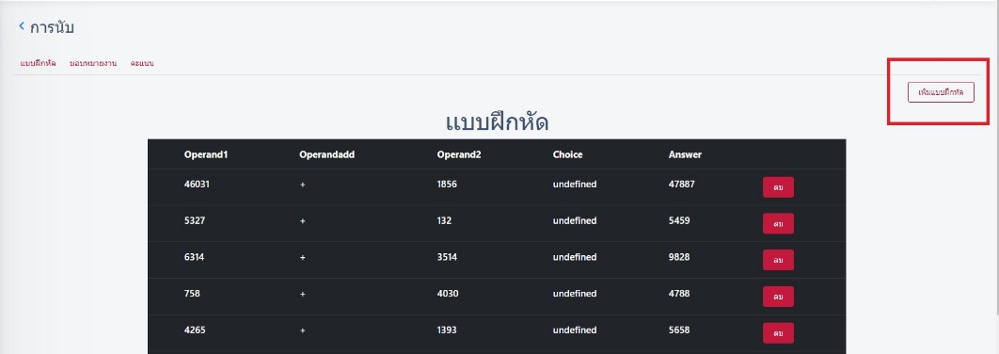 การนับ
แบบฝึกหัด มอบหมายงาน คะแนน
เพิ่มแบบฝึกหัด
แบบฝึกหัด
Operand1 Operandadd Operand2 Choice Answer
46031 + 1856 undefined 47887 ลบ
5327 + 132 undefined 5459 ลบ
6314 + 3514 undefined 9828 ลบ
758 + 4030 undefined 4788 ลบ
4265 + 1393 undefined 5658 ลบ